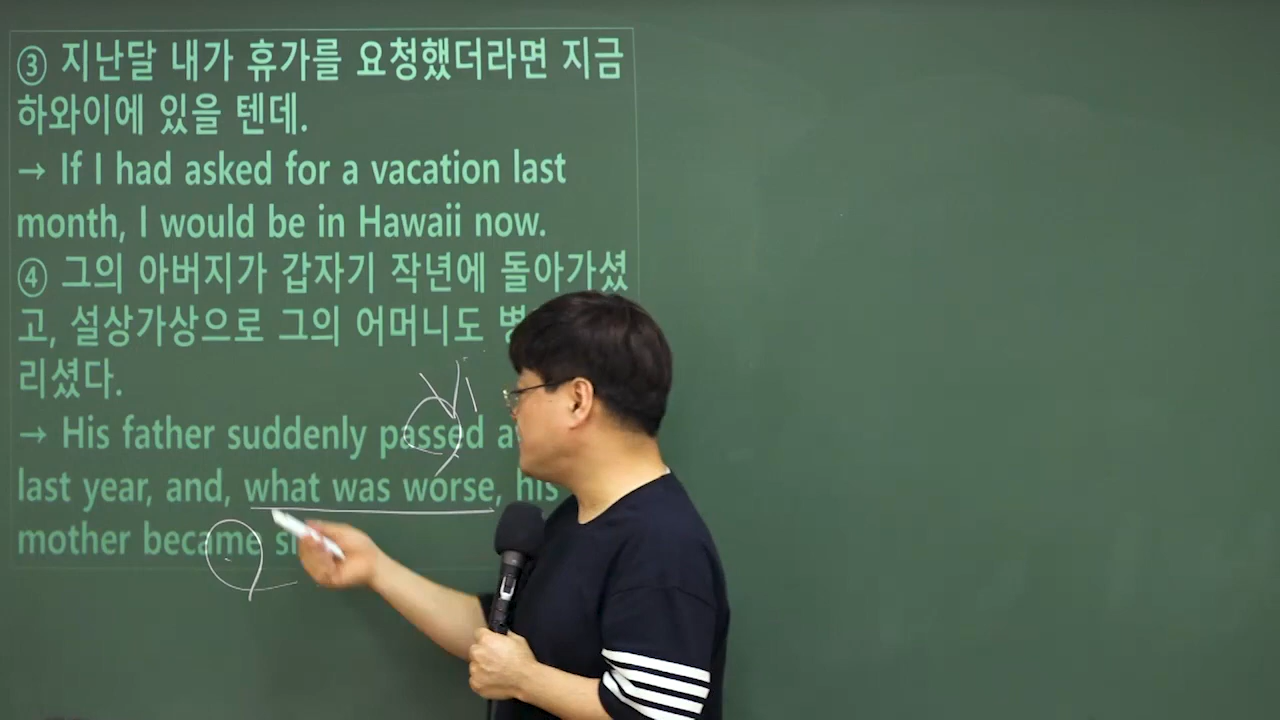 ③ 지난달 내가 휴가를 요청했더라면 지금
하와이에 있을 텐데.
→ If I had asked for a vacation last
month, I would be in Hawaii now.
④ 그의 아버지가 갑자기 작년에 돌아가셨
고, 설상가상으로 그의 어머니도
리셨다.
→ His father suddenly passed
last year, and, what was worse, his
mother became